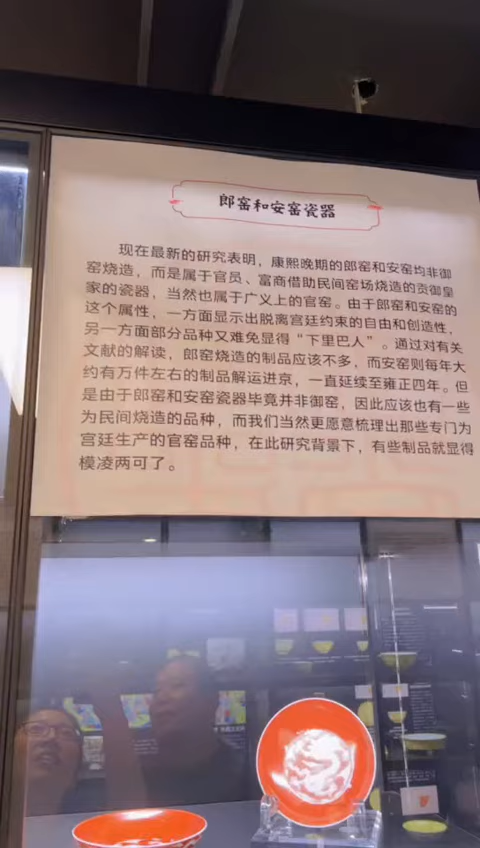 郎窑和安窑瓷器
现在最新的研究表明，康熙晚期的郎窑和安窑均非御
窑烧造，而是属于官员、富商借助民间窑场烧造的贡御皇
家的瓷器，当然也属于广义上的官窑。由于郎窑和安窑的
这个属性，一方面显示出脱离宫廷约束的自由和创造性，
另一方面部分品种又难免显得“下里巴人”。通过对有关
文献的解读，郎窑烧造的制品应该不多，而安窑则每年大
约有万件左右的制品解运进京，一直延续至雍正四年。但
是由于郎窑和安窑瓷器毕竟并非御窑，因此应该也有一些
为民间烧造的品种，而我们当然更愿意梳理出那些专门为
宫廷生产的官窑品种，在此研究背景下，有些制品就显得
模凌两可了。